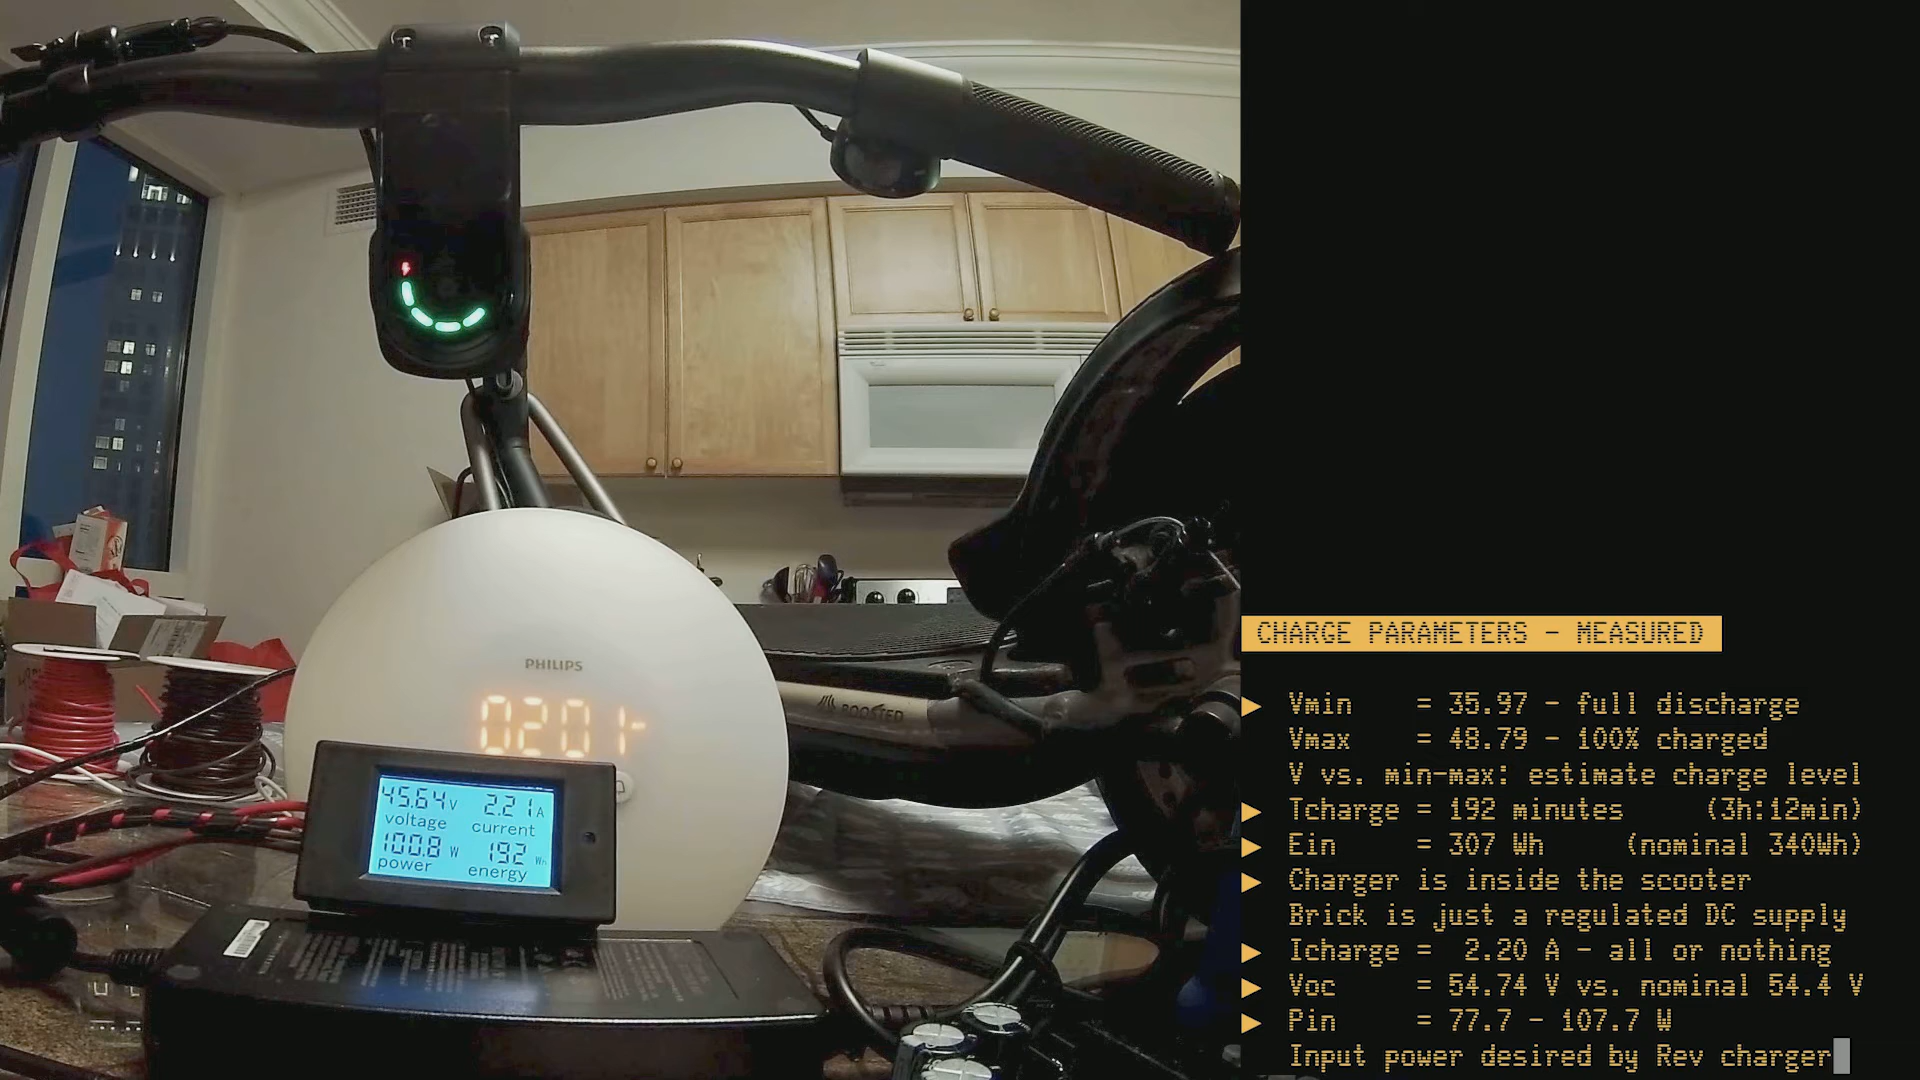 PHILIPS
0201
BOOSTED
45.64V 2.21A
voltage current
100.8 W 192 Wh
power energy
CHARGE PARAMETERS - MEASURED
► Vmin = 35.97 - full discharge
Vmax = 48.79 - 100% charged
V vs. min-max: estimate charge level
► Tcharge = 192 minutes (3h:12min)
► Ein = 307 Wh (nominal 340Wh)
► Charger is inside the scooter
Brick is just a regulated DC supply
► Icharge = 2.20 A - all or nothing
► Voc = 54.74 V vs. nominal 54.4 V
► Pin = 77.7 - 107.7 W
Input power desired by Rev charger